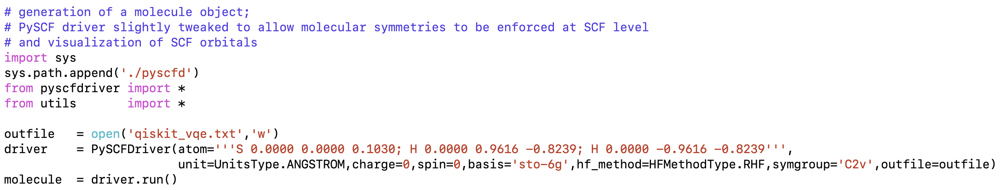 # generation of a molecule object;
# PySCF driver slightly tweaked to allow molecular symmetries to be enforced at SCF level
# and visualization of SCF orbitals
import sys
sys.path.append('./pyscfd')
from pyscfdriver import *
from utils       import *

outfile   = open('qiskit_vqe.txt','w')
driver    = PySCFDriver(atom='''S 0.0000 0.0000 0.1030; H 0.0000 0.9616 -0.8239; H 0.0000 -0.9616 -0.8239''',
                        unit=UnitsType.ANGSTROM,charge=0,spin=0,basis='sto-6g',hf_method=HFMethodType.RHF,symgroup='C2v',outfile=outfile)
molecule  = driver.run()